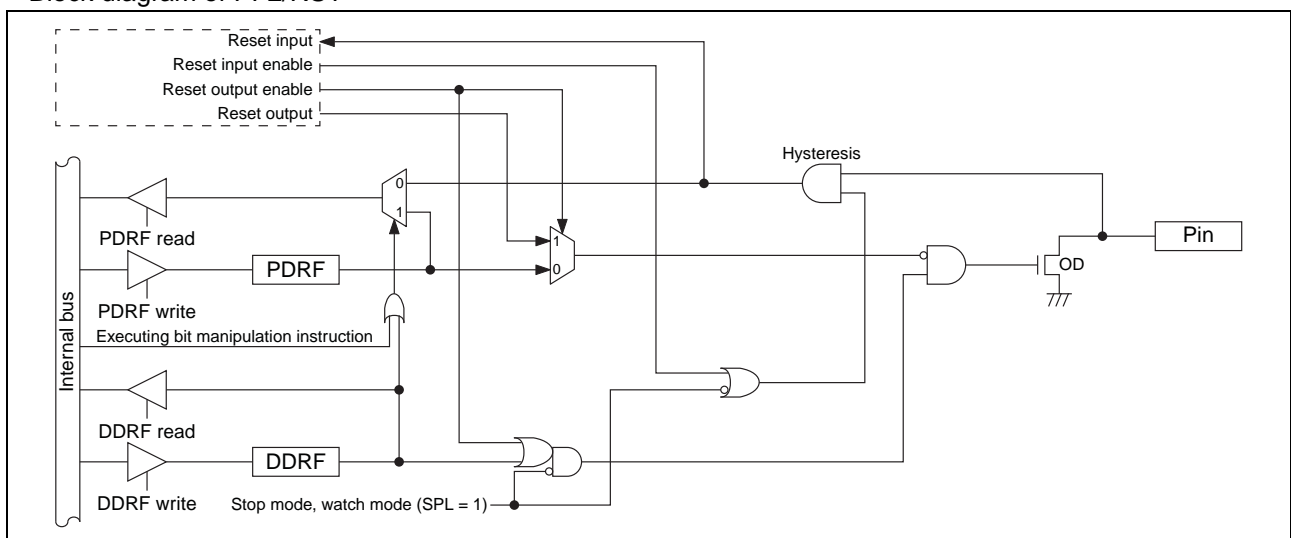 Reset input
Reset input enable
Reset output enable
Reset output
Hysteresis
0
1
PDRF read
1
0
Pin
OD
PDRF
PDRF write
Executing bit manipulation instruction
Internal bus
DDRF read
DDRF
DDRF write
Stop mode, watch mode (SPL = 1)